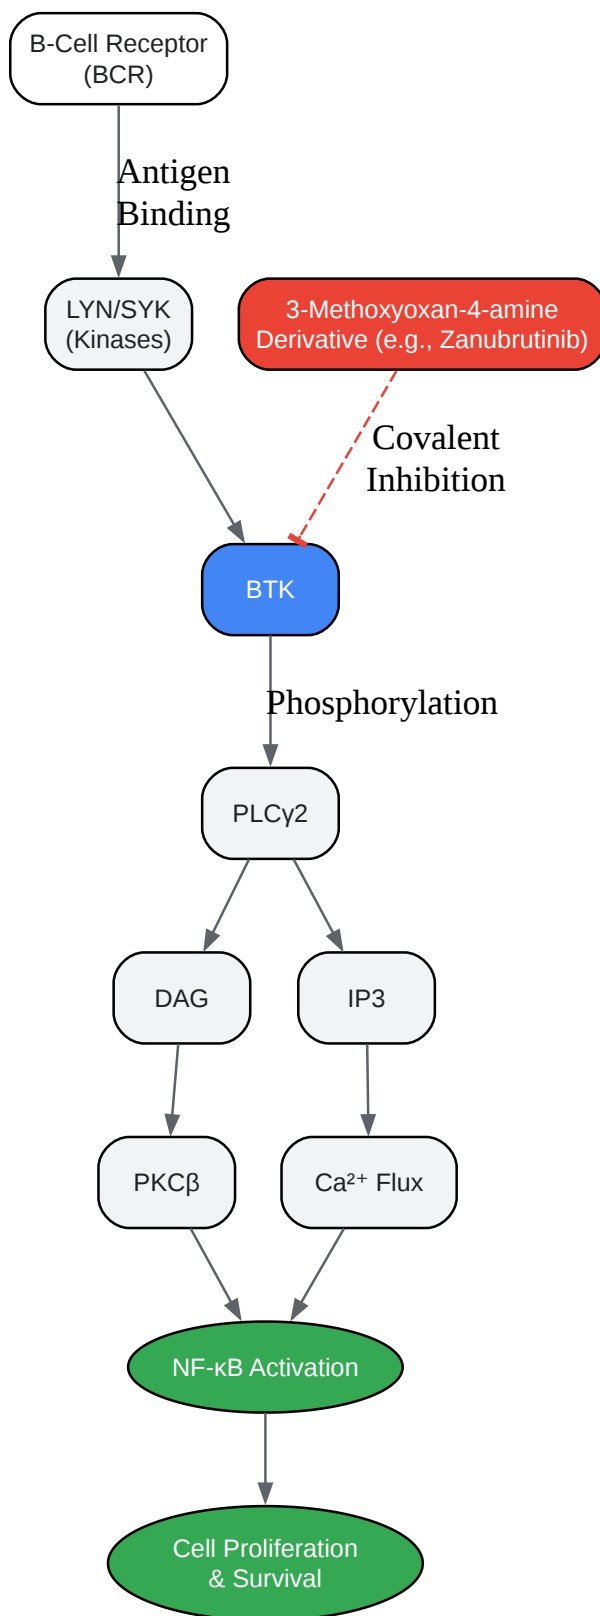 B-Cell Receptor
(BCR)
Antigen
Binding
LYN/SYK
(Kinases)
3-Methoxyoxan-4-amine
Derivative (e.g., Zanubrutinib)
Covalent
Inhibition
BTK
Phosphorylation
PLCγ2
DAG
IP3
PKCβ
Ca²⁺ Flux
NF-κB Activation
Cell Proliferation
& Survival